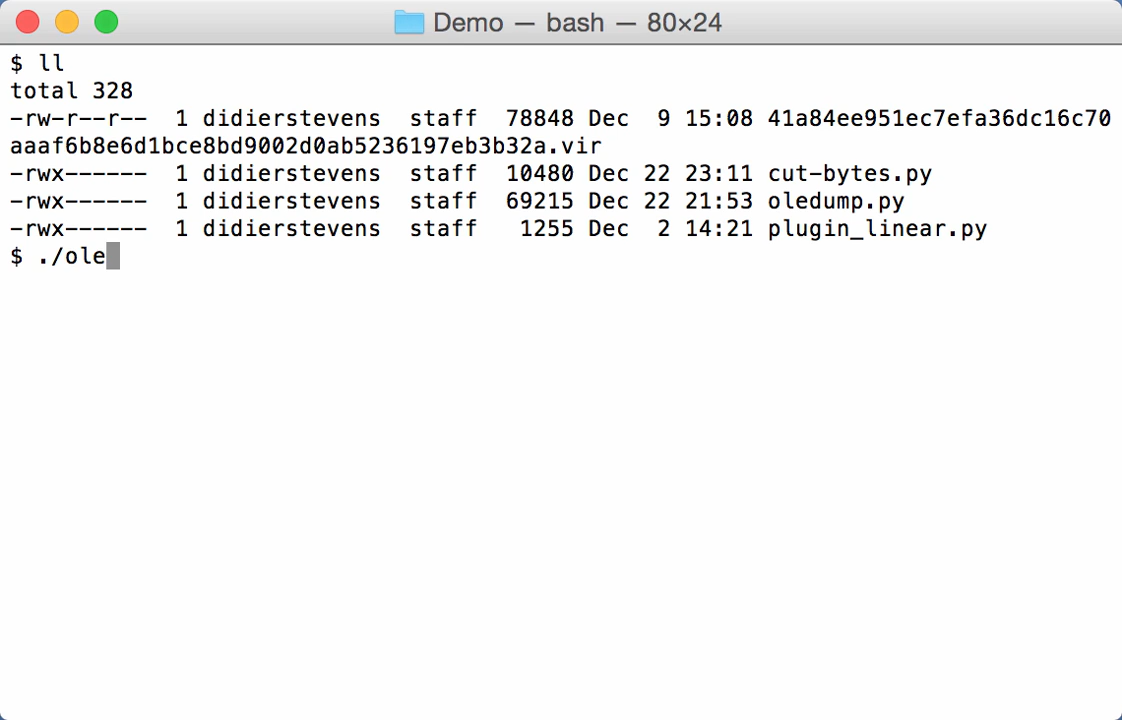 Demo — bash — 80×24
$ ll
total 328
-rw-r--r--  1 didierstevens  staff  78848 Dec  9 15:08 41a84ee951ec7efa36dc16c70
aaaf6b8e6d1bce8bd9002d0ab5236197eb3b32a.vir
-rwx------  1 didierstevens  staff  10480 Dec 22 23:11 cut-bytes.py
-rwx------  1 didierstevens  staff  69215 Dec 22 21:53 oledump.py
-rwx------  1 didierstevens  staff   1255 Dec  2 14:21 plugin_linear.py
$ ./ole